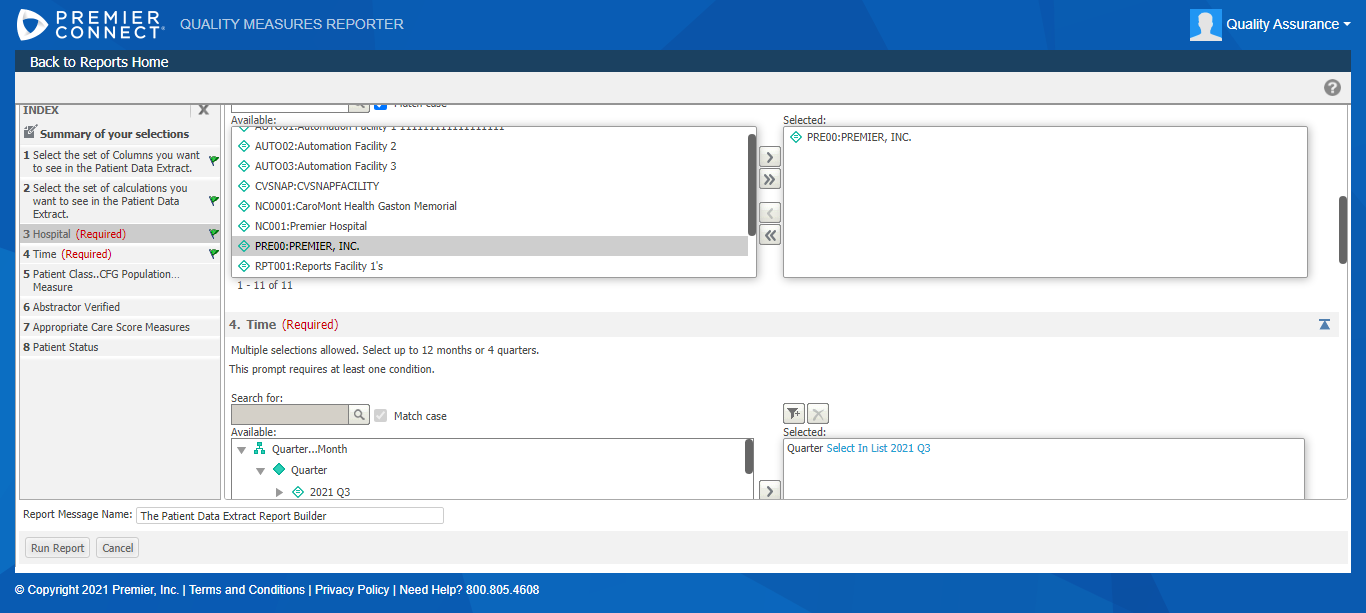 PREMIER CONNECT
QUALITY MEASURES REPORTER
Quality Assurance
Back to Reports Home
INDEX
X
Summary of your selections
1 Select the set of Columns you want
to see in the Patient Data Extract.
2 Select the set of calculations you
want to see in the Patient Data
Extract.
3 Hospital (Required)
4 Time (Required)
5 Patient Class..CFG Population...
Measure
6 Abstractor Verified
7 Appropriate Care Score Measures
8 Patient Status
Match case
Available:
AUTO01:Automation Facility 1
AUTO02:Automation Facility 2
AUTO03:Automation Facility 3
CVSNAP:CVSNAPFACILITY
NC0001:CaroMont Health Gaston Memorial
NC001:Premier Hospital
PRE00:PREMIER, INC.
RPT001:Reports Facility 1's
1 - 11 of 11
Selected:
PRE00:PREMIER, INC.
4. Time (Required)
Multiple selections allowed. Select up to 12 months or 4 quarters.
This prompt requires at least one condition.
Search for:
Match case
Available:
Quarter...Month
Quarter
2021 Q3
Selected:
Quarter Select In List 2021 Q3
Report Message Name: The Patient Data Extract Report Builder
Run Report Cancel
© Copyright 2021 Premier, Inc. | Terms and Conditions | Privacy Policy | Need Help? 800.805.4608